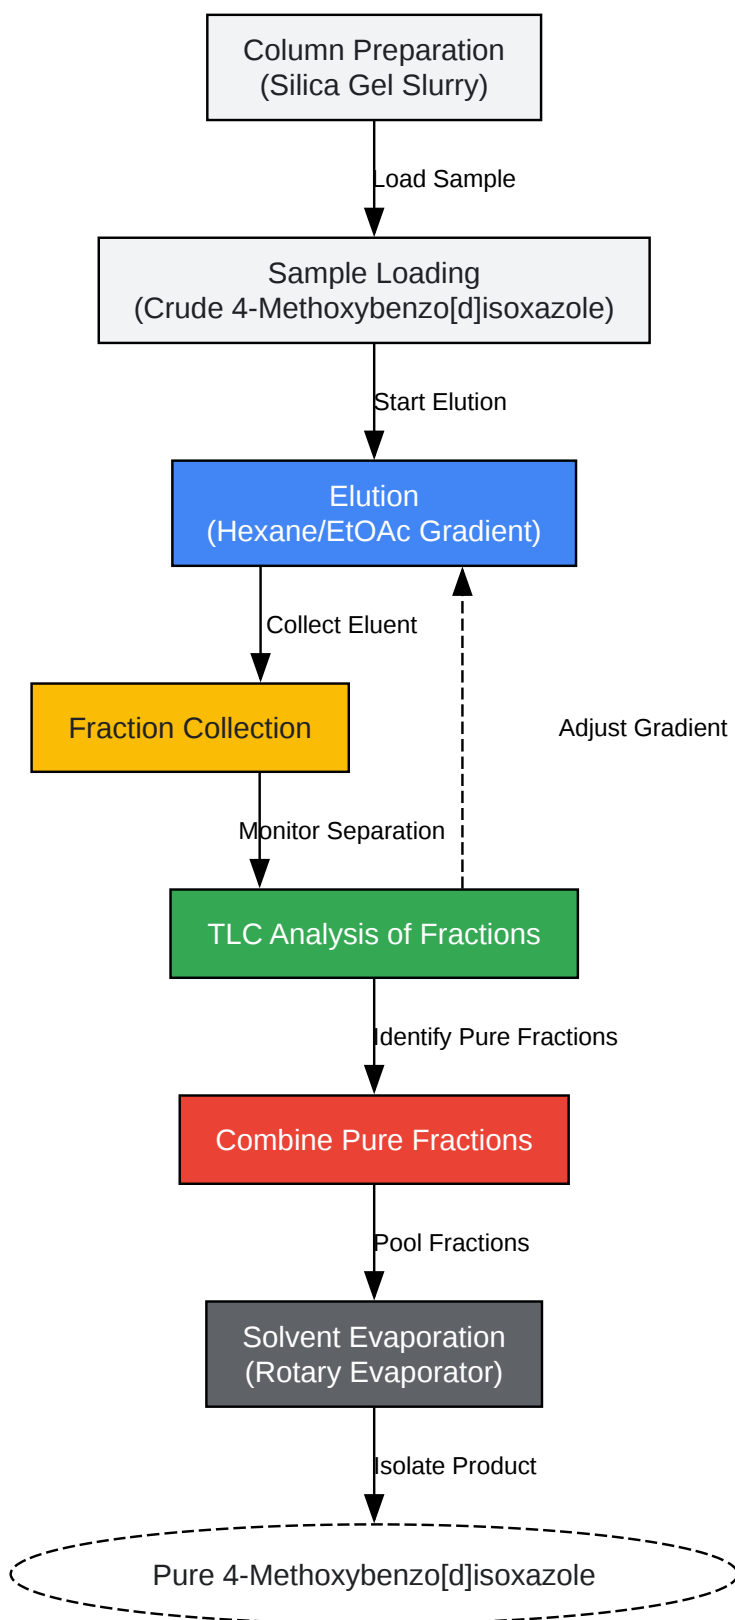 Column Preparation
(Silica Gel Slurry)
Load Sample
Sample Loading
(Crude 4-Methoxybenzo[d]isoxazole)
Start Elution
Elution
(Hexane/EtOAc Gradient)
Collect Eluent
Fraction Collection
Adjust Gradient
Monitor Separation
TLC Analysis of Fractions
Identify Pure Fractions
Combine Pure Fractions
Pool Fractions
Solvent Evaporation
(Rotary Evaporator)
Isolate Product
Pure 4-Methoxybenzo[d]isoxazole